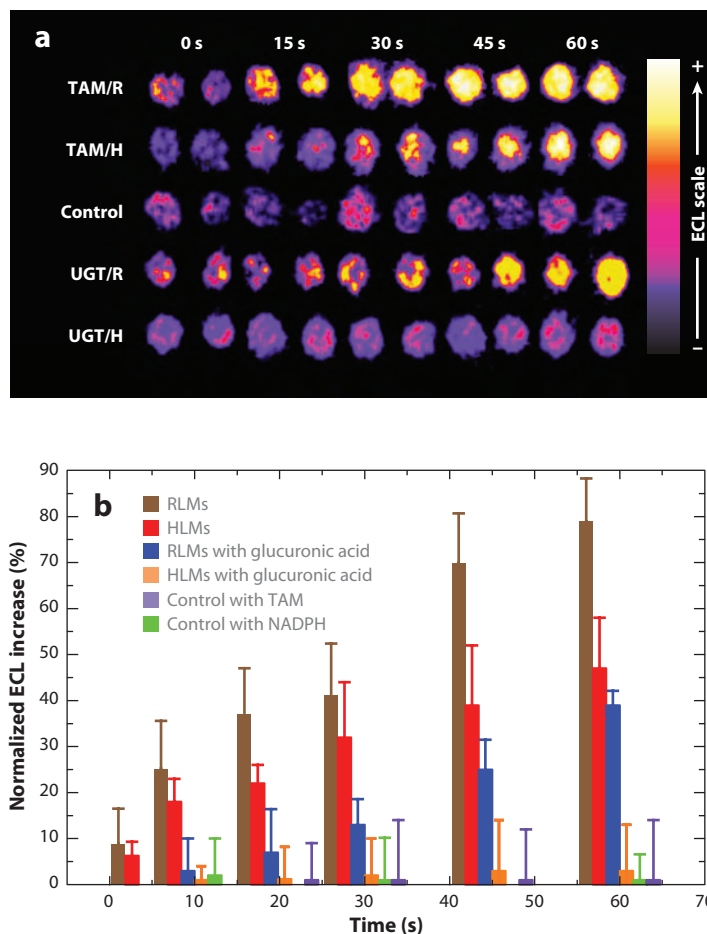 a
0 s 15 s 30 s 45 s 60 s
TAM/R
TAM/H
Control
UGT/R
UGT/H
+
ECL scale
–
b
RLMs
HLMs
RLMs with glucuronic acid
HLMs with glucuronic acid
Control with TAM
Control with NADPH
Normalized ECL increase (%)
90
80
70
60
50
40
30
20
10
0
0 10 20 30 40 50 60 70
Time (s)